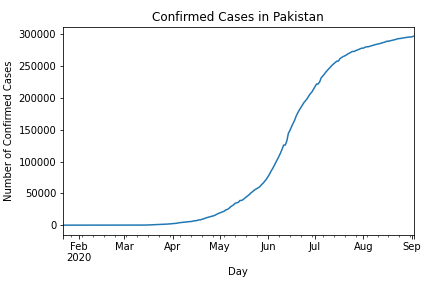 Confirmed Cases in Pakistan
300000
250000
200000
150000
100000
50000
0
Number of Confirmed Cases
Feb Mar Apr May Jun Jul Aug Sep
2020
Day